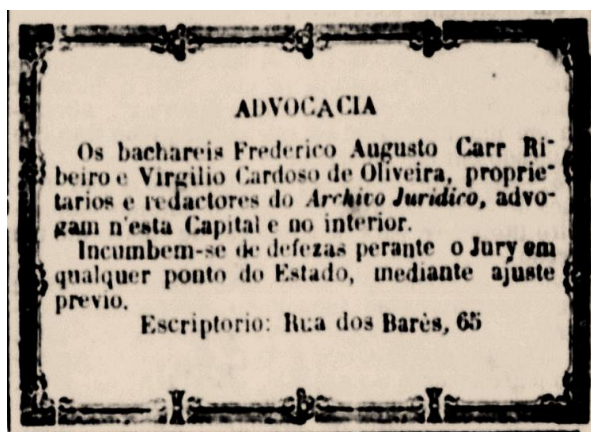 ADVOCACIA
Os bachareis Frederico Augusto Carr Ri-
beiro e Virgilio Cardoso de Oliveira, proprie-
tarios e redactores do Archivo Juridico, advo-
gam n'esta Capital e no interior.
Incumbem-se de defezas perante o Jury em
qualquer ponto do Estado, mediante ajuste
previo.
Escriptorio: Rua dos Barés, 65